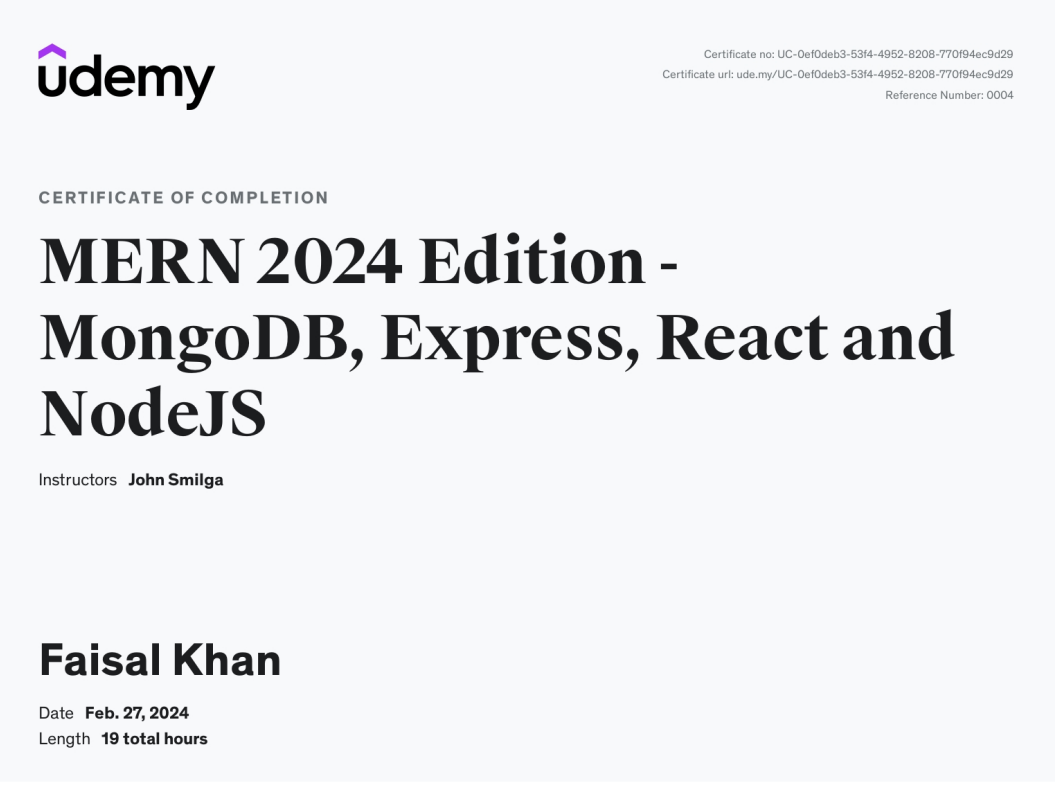 udemy
Certificate no: UC-0ef0deb3-53f4-4952-8208-770f94ec9d29
Certificate url: ude.my/UC-0ef0deb3-53f4-4952-8208-770f94ec9d29
Reference Number: 0004
CERTIFICATE OF COMPLETION
MERN 2024 Edition -
MongoDB, Express, React and
NodeJS
Instructors John Smilga
Faisal Khan
Date Feb. 27, 2024
Length 19 total hours